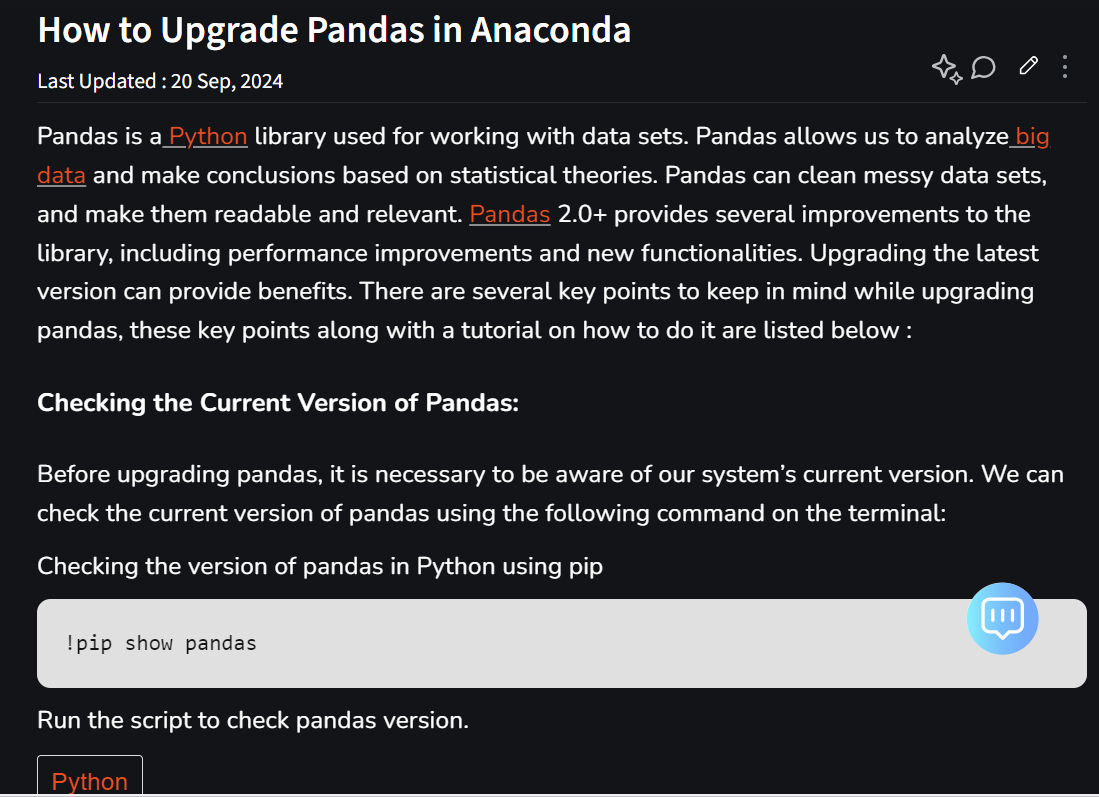 How to Upgrade Pandas in Anaconda
Last Updated : 20 Sep, 2024
Pandas is a Python library used for working with data sets. Pandas allows us to analyze big
data and make conclusions based on statistical theories. Pandas can clean messy data sets,
and make them readable and relevant. Pandas 2.0+ provides several improvements to the
library, including performance improvements and new functionalities. Upgrading the latest
version can provide benefits. There are several key points to keep in mind while upgrading
pandas, these key points along with a tutorial on how to do it are listed below :
Checking the Current Version of Pandas:
Before upgrading pandas, it is necessary to be aware of our system’s current version. We can
check the current version of pandas using the following command on the terminal:
Checking the version of pandas in Python using pip
!pip show pandas
Run the script to check pandas version.
Python